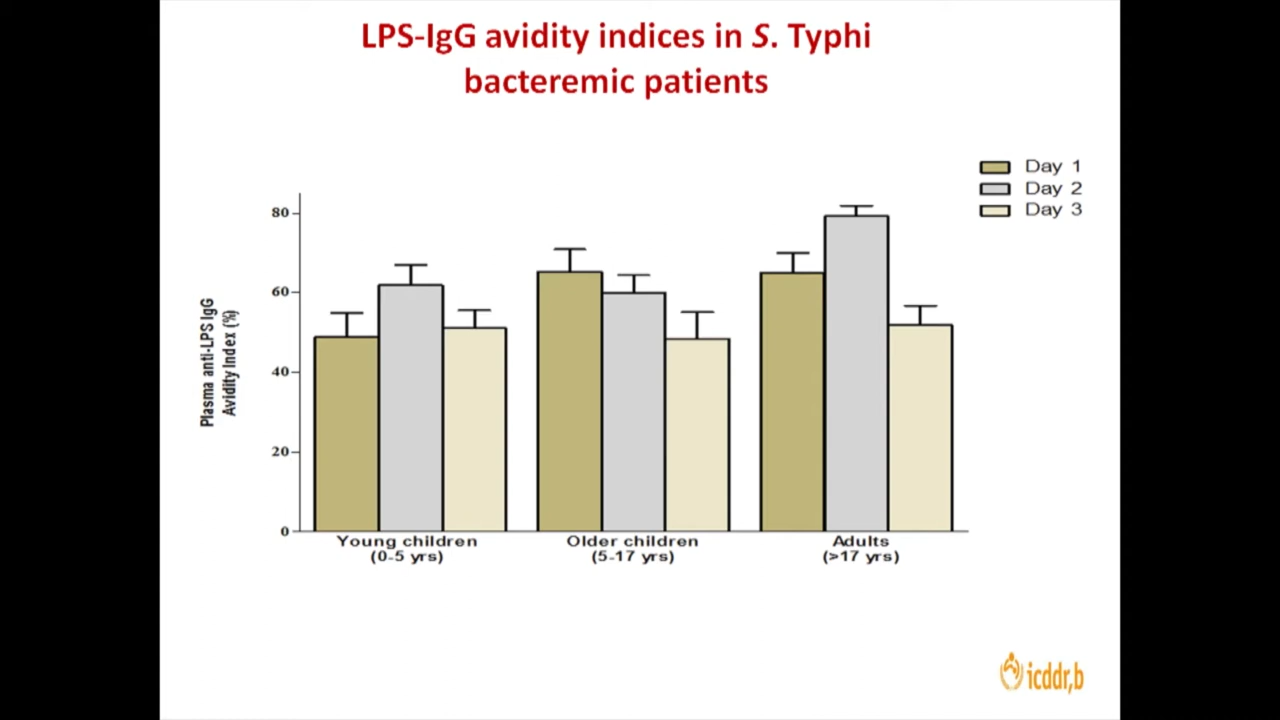 LPS-IgG avidity indices in S. Typhi
bacteremic patients
Day 1
Day 2
Day 3
Plasma anti-LPS IgG
Avidity Index (%)
80
60
40
20
0
Young children
(0-5 yrs)
Older children
(5-17 yrs)
Adults
(>17 yrs)
icddr,b